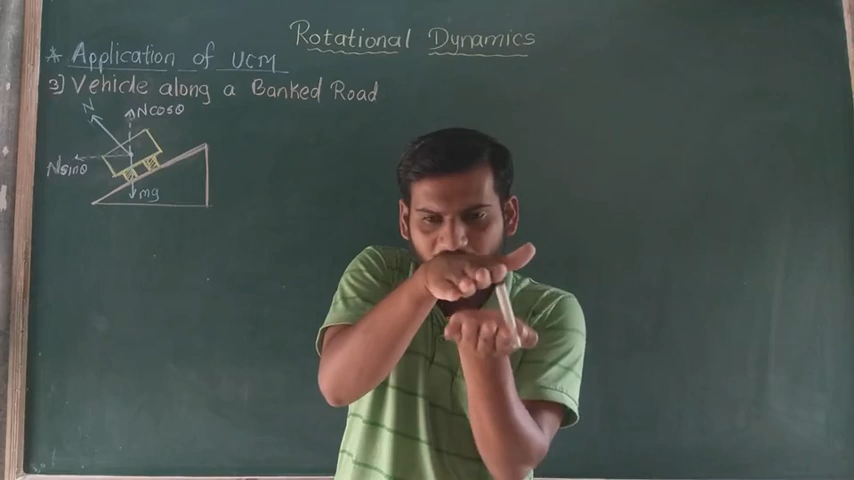 Rotational Dynamics
* Application of UCM
3] Vehicle along a Banked Road
N
Ncosθ
Nsinθ
mg